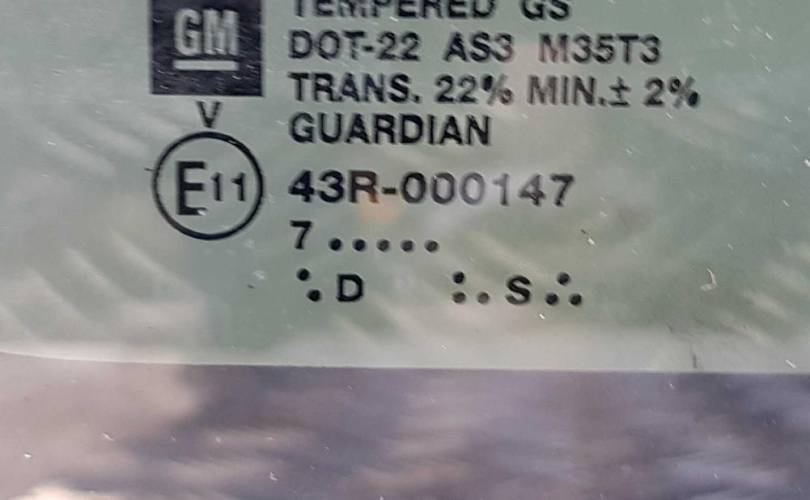 TEMPERED GS
GM
DOT-22 AS3 M35T3
TRANS. 22% MIN.± 2%
V
GUARDIAN
E11 43R-000147
7.....
D S